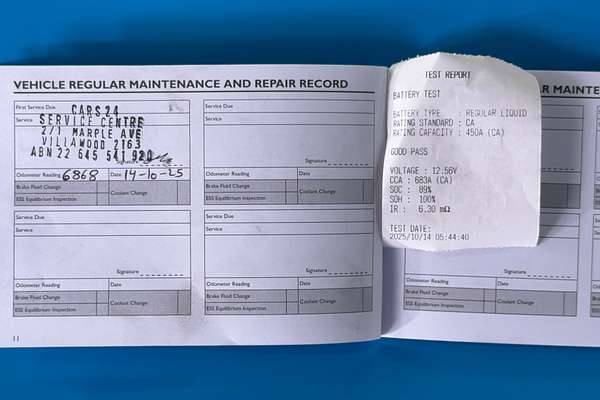 VEHICLE REGULAR MAINTENANCE AND REPAIR RECORD
First Service Due
Service
CARS24
SERVICE CENTRE
2/1 MARPLE AVE
VILLAWOOD 2163
ABN 22 645 541 920
Signature
Odometer Reading 6868 Date 14-10-25
Brake Fluid Change
Coolant Change
ESS Equilibrium Inspection
Service Due
Service
Signature
Odometer Reading Date
Brake Fluid Change
Coolant Change
ESS Equilibrium Inspection
Service Due
Service
Signature
Odometer Reading Date
Brake Fluid Change
Coolant Change
ESS Equilibrium Inspection
Service Due
Service
Signature
Odometer Reading Date
Brake Fluid Change
Coolant Change
ESS Equilibrium Inspection
11
TEST REPORT
BATTERY TEST
BATTERY TYPE : REGULAR LIQUID
RATING STANDARD : CA
RATING CAPACITY : 450A (CA)
GOOD PASS
VOLTAGE : 12.56V
CCA : 683A (CA)
SOC : 89%
SOH : 100%
IR : 6.30 mΩ
TEST DATE:
2025/10/14 05:44:40
R MAINTE
Signature
Date
Coolant Change
Signature
Odometer Reading Date
Brake Fluid Change
Coolant Change
ESS Equilibrium Inspection